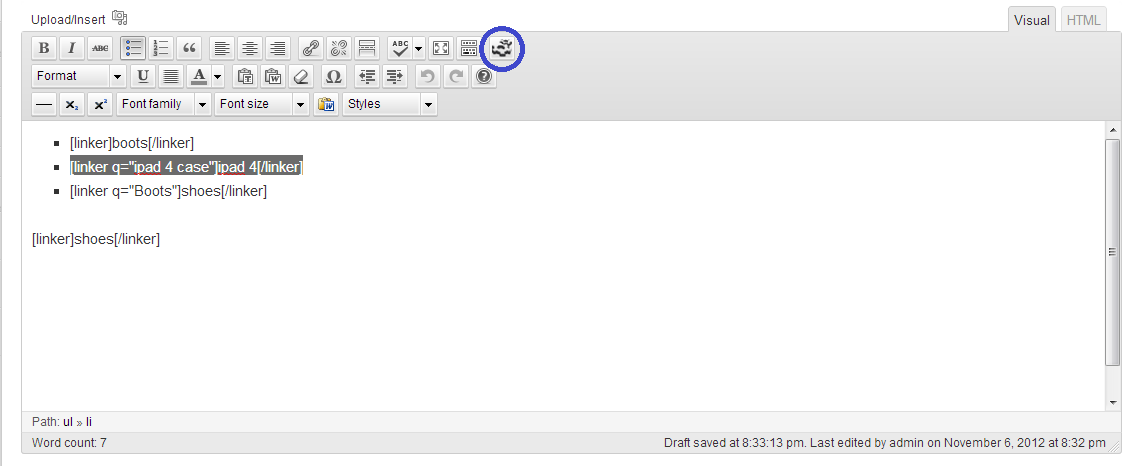 Upload/Insert
Visual HTML
B I ABC ABC
Format U A Ω
Font family Font size Styles
[linker]boots[/linker]
[linker q="ipad 4 case"]ipad 4[/linker]
[linker q="Boots"]shoes[/linker]
[linker]shoes[/linker]
Path: ul » li
Word count: 7 Draft saved at 8:33:13 pm. Last edited by admin on November 6, 2012 at 8:32 pm